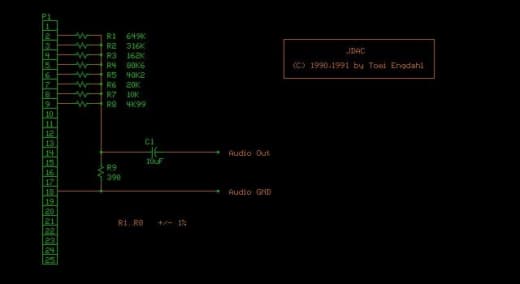 P1
1
2 R1 649K
3 R2 316K
4 R3 162K
5 R4 80K6
6 R5 40K2
7 R6 20K
8 R7 10K
9 R8 4K99
10
11
12
13
14
15
16
17
18
19
20
21
22
23
24
25
JDAC
(C) 1990,1991 by Tomi Engdahl
C1
10uF
Audio Out
R9
390
Audio GND
R1..R8 +/- 1%